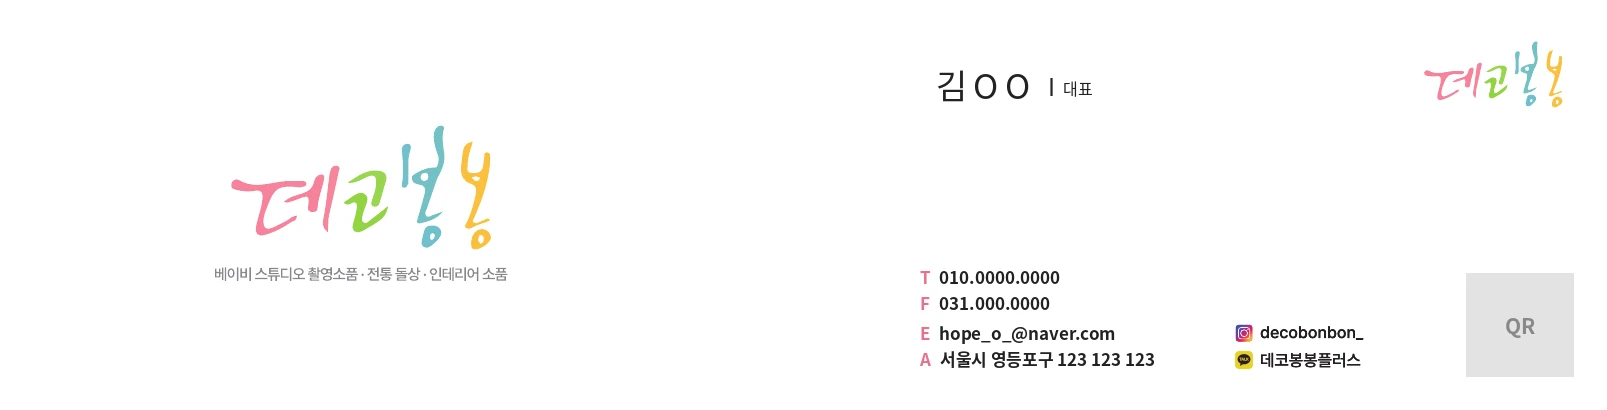 데코봉봉
베이비 스튜디오 촬영소품 · 전통 돌상 · 인테리어 소품
김OO | 대표
데코봉봉
T 010.0000.0000
F 031.000.0000
E hope_o_@naver.com
A 서울시 영등포구 123 123 123
decobonbon_
TALK 데코봉봉플러스
QR